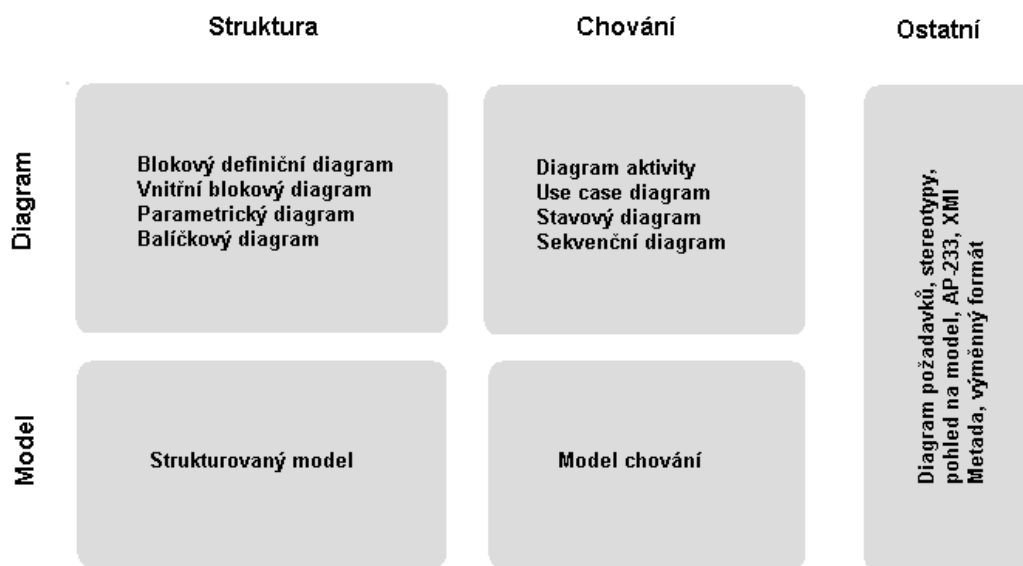 Struktura
Chování
Ostatní
Diagram
Blokový definiční diagram
Vnitřní blokový diagram
Parametrický diagram
Balíčkový diagram
Diagram aktivity
Use case diagram
Stavový diagram
Sekvenční diagram
Diagram požadavků, stereotypy,
pohled na model, AP-233, XMI
Metada, výměnný formát
Model
Strukturovaný model
Model chování